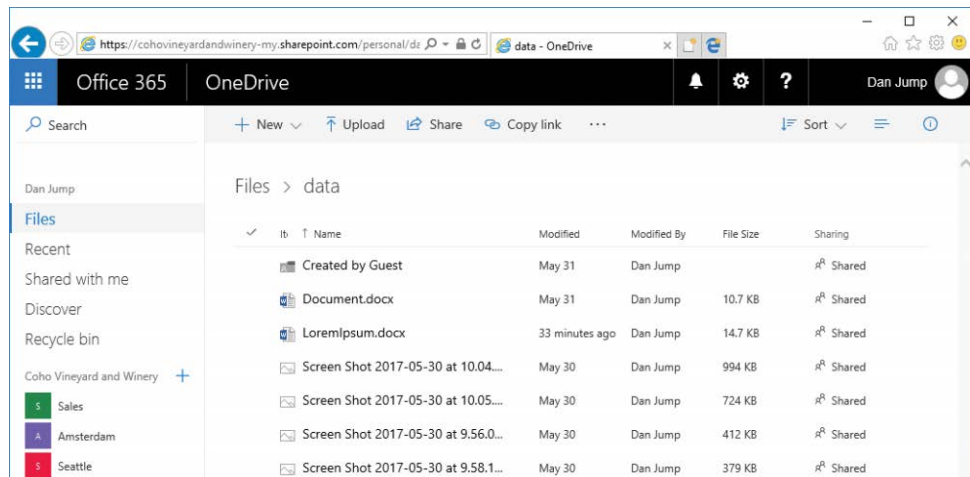 https://cohovineyardandwinery-my.sharepoint.com/personal/da data - OneDrive
Office 365 OneDrive ? Dan Jump
Search + New Upload Share Copy link ... Sort
Dan Jump
Files > data
Files
Name Modified Modified By File Size Sharing
Recent
Created by Guest May 31 Dan Jump Shared
Shared with me
Document.docx May 31 Dan Jump 10.7 KB Shared
Discover
LoremIpsum.docx 33 minutes ago Dan Jump 14.7 KB Shared
Recycle bin
Screen Shot 2017-05-30 at 10.04.... May 30 Dan Jump 994 KB Shared
Coho Vineyard and Winery +
Screen Shot 2017-05-30 at 10.05.... May 30 Dan Jump 724 KB Shared
S Sales
A Amsterdam
Screen Shot 2017-05-30 at 9.56.0... May 30 Dan Jump 412 KB Shared
S Seattle
Screen Shot 2017-05-30 at 9.58.1... May 30 Dan Jump 379 KB Shared